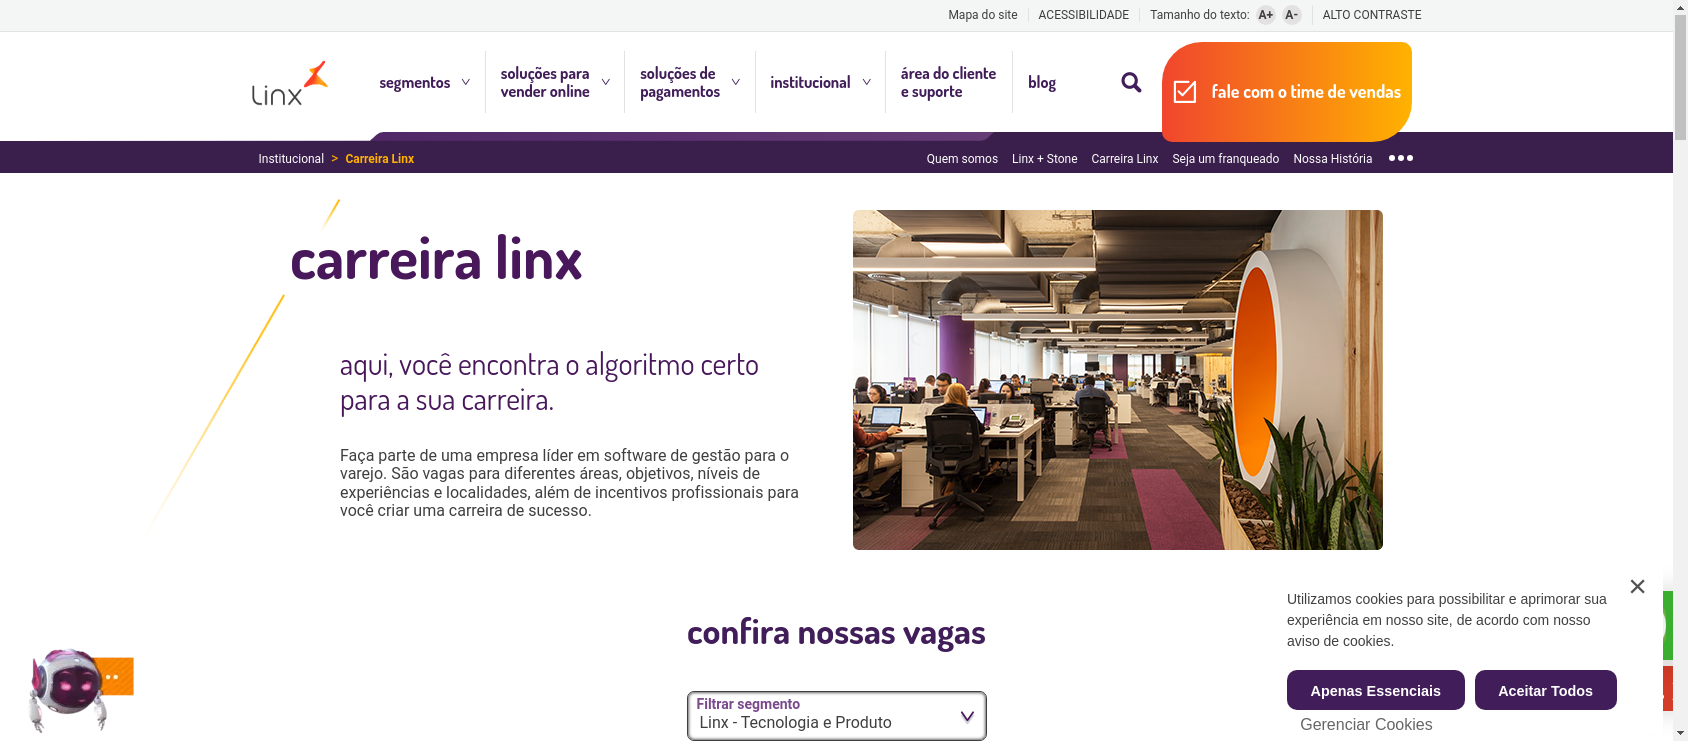 Mapa do site
ACESSIBILIDADE
Tamanho do texto: A+ A-
ALTO CONTRASTE
Linx
segmentos
soluções para
vender online
soluções de
pagamentos
institucional
área do cliente
e suporte
blog
fale com o time de vendas
Institucional > Carreira Linx
Quem somos
Linx + Stone
Carreira Linx
Seja um franqueado
Nossa História
carreira linx
aqui, você encontra o algoritmo certo
para a sua carreira.
Faça parte de uma empresa líder em software de gestão para o
varejo. São vagas para diferentes áreas, objetivos, níveis de
experiências e localidades, além de incentivos profissionais para
você criar uma carreira de sucesso.
confira nossas vagas
Filtrar segmento
Linx - Tecnologia e Produto
Utilizamos cookies para possibilitar e aprimorar sua
experiência em nosso site, de acordo com nosso
aviso de cookies.
Apenas Essenciais
Aceitar Todos
Gerenciar Cookies